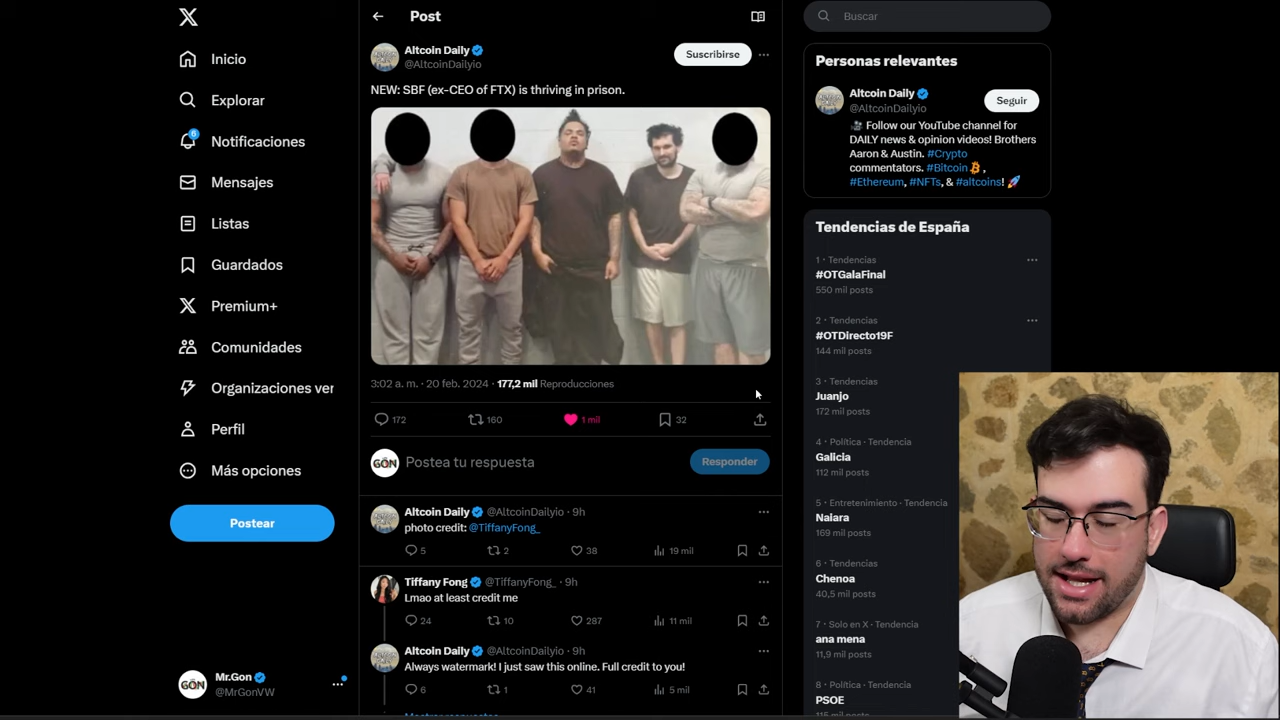 Inicio
Explorar
6
Notificaciones
Mensajes
Listas
Guardados
Premium+
Comunidades
Organizaciones ver
Perfil
Más opciones
Postear
Mr.Gon
@MrGonVW
Post
Altcoin Daily
@AltcoinDailyio
Suscribirse
NEW: SBF (ex-CEO of FTX) is thriving in prison.
3:02 a. m. · 20 feb. 2024 · 177,2 mil Reproducciones
172
160
1 mil
32
GON
Postea tu respuesta
Responder
Altcoin Daily @AltcoinDailyio · 9h
photo credit: @TiffanyFong_
5
2
38
19 mil
Tiffany Fong @TiffanyFong_ · 9h
Lmao at least credit me
24
10
287
11 mil
Altcoin Daily @AltcoinDailyio · 9h
Always watermark! I just saw this online. Full credit to you!
6
1
41
5 mil
Buscar
Personas relevantes
Altcoin Daily
@AltcoinDailyio
Seguir
Follow our YouTube channel for
DAILY news & opinion videos! Brothers
Aaron & Austin. #Crypto
commentators. #Bitcoin ,
#Ethereum, #NFTs, & #altcoins!
Tendencias de España
1 · Tendencias
#OTGalaFinal
550 mil posts
2 · Tendencias
#OTDirecto19F
144 mil posts
3 · Tendencias
Juanjo
172 mil posts
4 · Política · Tendencia
Galicia
112 mil posts
5 · Entretenimiento · Tendencia
Naiara
169 mil posts
6 · Tendencias
Chenoa
40,5 mil posts
7 · Solo en X · Tendencia
ana mena
11,9 mil posts
8 · Política · Tendencia
PSOE